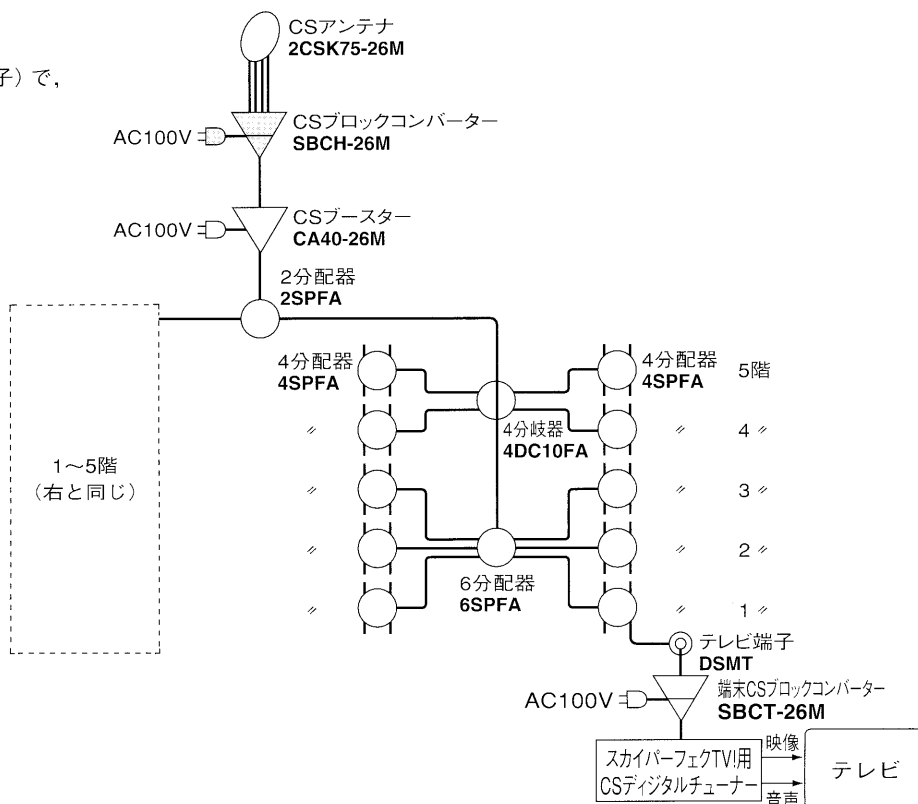 CSアンテナ
2CSK75-26M
子）で，
CSブロックコンバーター
SBCH-26M
AC100V
CSブースター
CA40-26M
AC100V
2分配器
2SPFA
4分配器
4SPFA
4分配器
4SPFA
5階
4分岐器
4DC10FA
〃
〃
4〃
1～5階
（右と同じ）
〃
〃
3〃
〃
〃
2〃
6分配器
6SPFA
〃
〃
1〃
テレビ端子
DSMT
端末CSブロックコンバーター
SBCT-26M
AC100V
スカイパーフェクTV!用
CSディジタルチューナー
映像
音声
テレビ